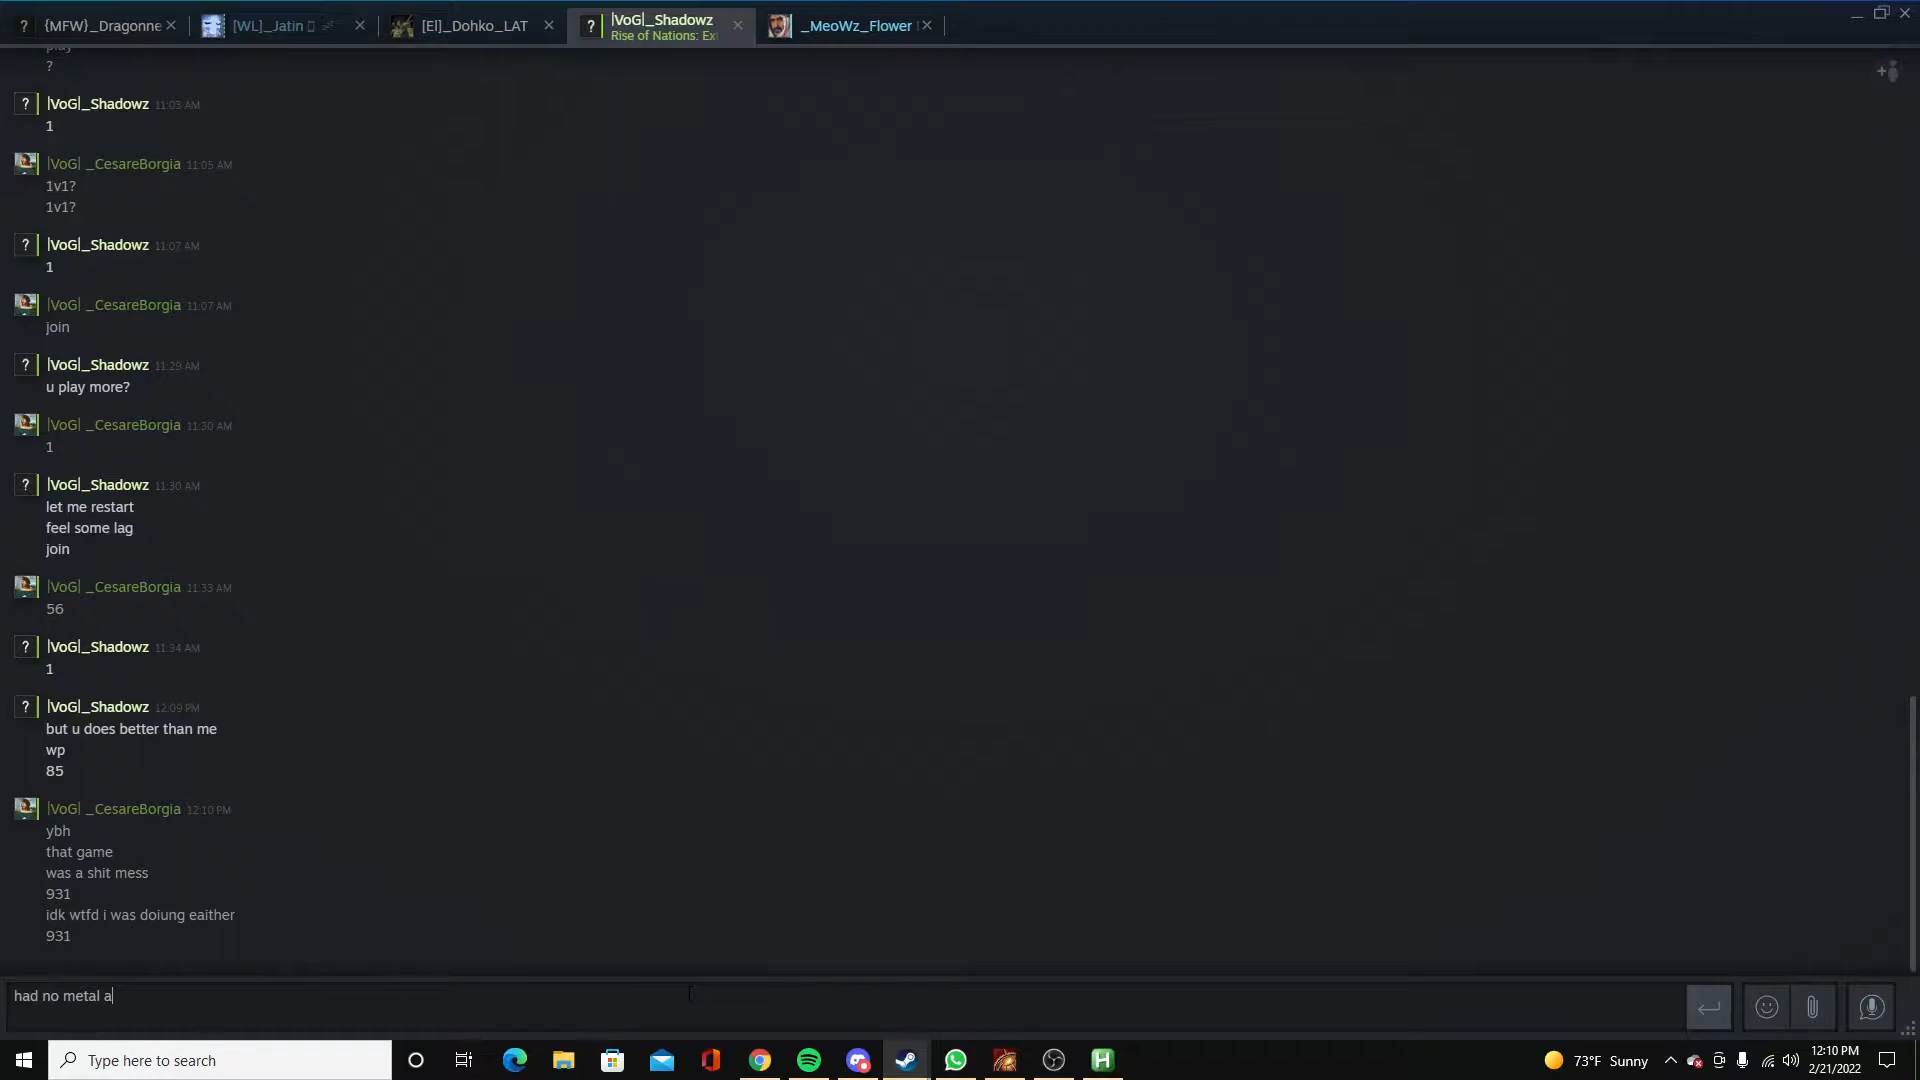 {MFW}_Dragonne
[WL]_Jatin
[El]_Dohko_LAT
|VoG|_Shadowz
Rise of Nations: Ex
_MeoWz_Flower
play
?
|VoG|_Shadowz 11:03 AM
1
|VoG| _CesareBorgia 11:05 AM
1v1?
1v1?
|VoG|_Shadowz 11:07 AM
1
|VoG| _CesareBorgia 11:07 AM
join
|VoG|_Shadowz 11:29 AM
u play more?
|VoG| _CesareBorgia 11:30 AM
1
|VoG|_Shadowz 11:30 AM
let me restart
feel some lag
join
|VoG| _CesareBorgia 11:33 AM
56
|VoG|_Shadowz 11:34 AM
1
|VoG|_Shadowz 12:09 PM
but u does better than me
wp
85
|VoG| _CesareBorgia 12:10 PM
ybh
that game
was a shit mess
931
idk wtfd i was doiung eaither
931
had no metal a
Type here to search
73°F Sunny
12:10 PM
2/21/2022